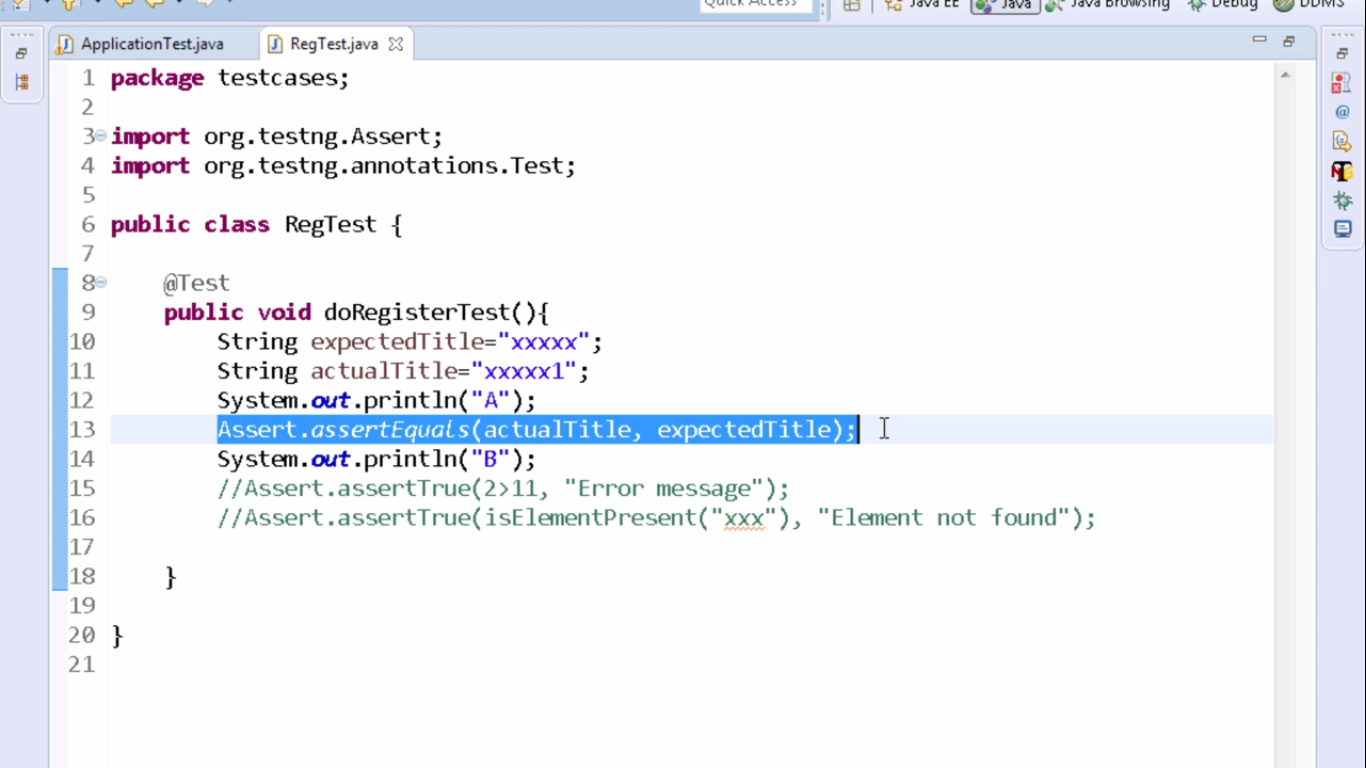 Quick Access
Java EE
Java
Java Browsing
Debug
DDMS
ApplicationTest.java
RegTest.java
1 package testcases;
2
3 import org.testng.Assert;
4 import org.testng.annotations.Test;
5
6 public class RegTest {
7
8 @Test
9 public void doRegisterTest(){
10 String expectedTitle="xxxxx";
11 String actualTitle="xxxxx1";
12 System.out.println("A");
13 Assert.assertEquals(actualTitle, expectedTitle);
14 System.out.println("B");
15 //Assert.assertTrue(2>11, "Error message");
16 //Assert.assertTrue(isElementPresent("xxx"), "Element not found");
17
18 }
19
20 }
21